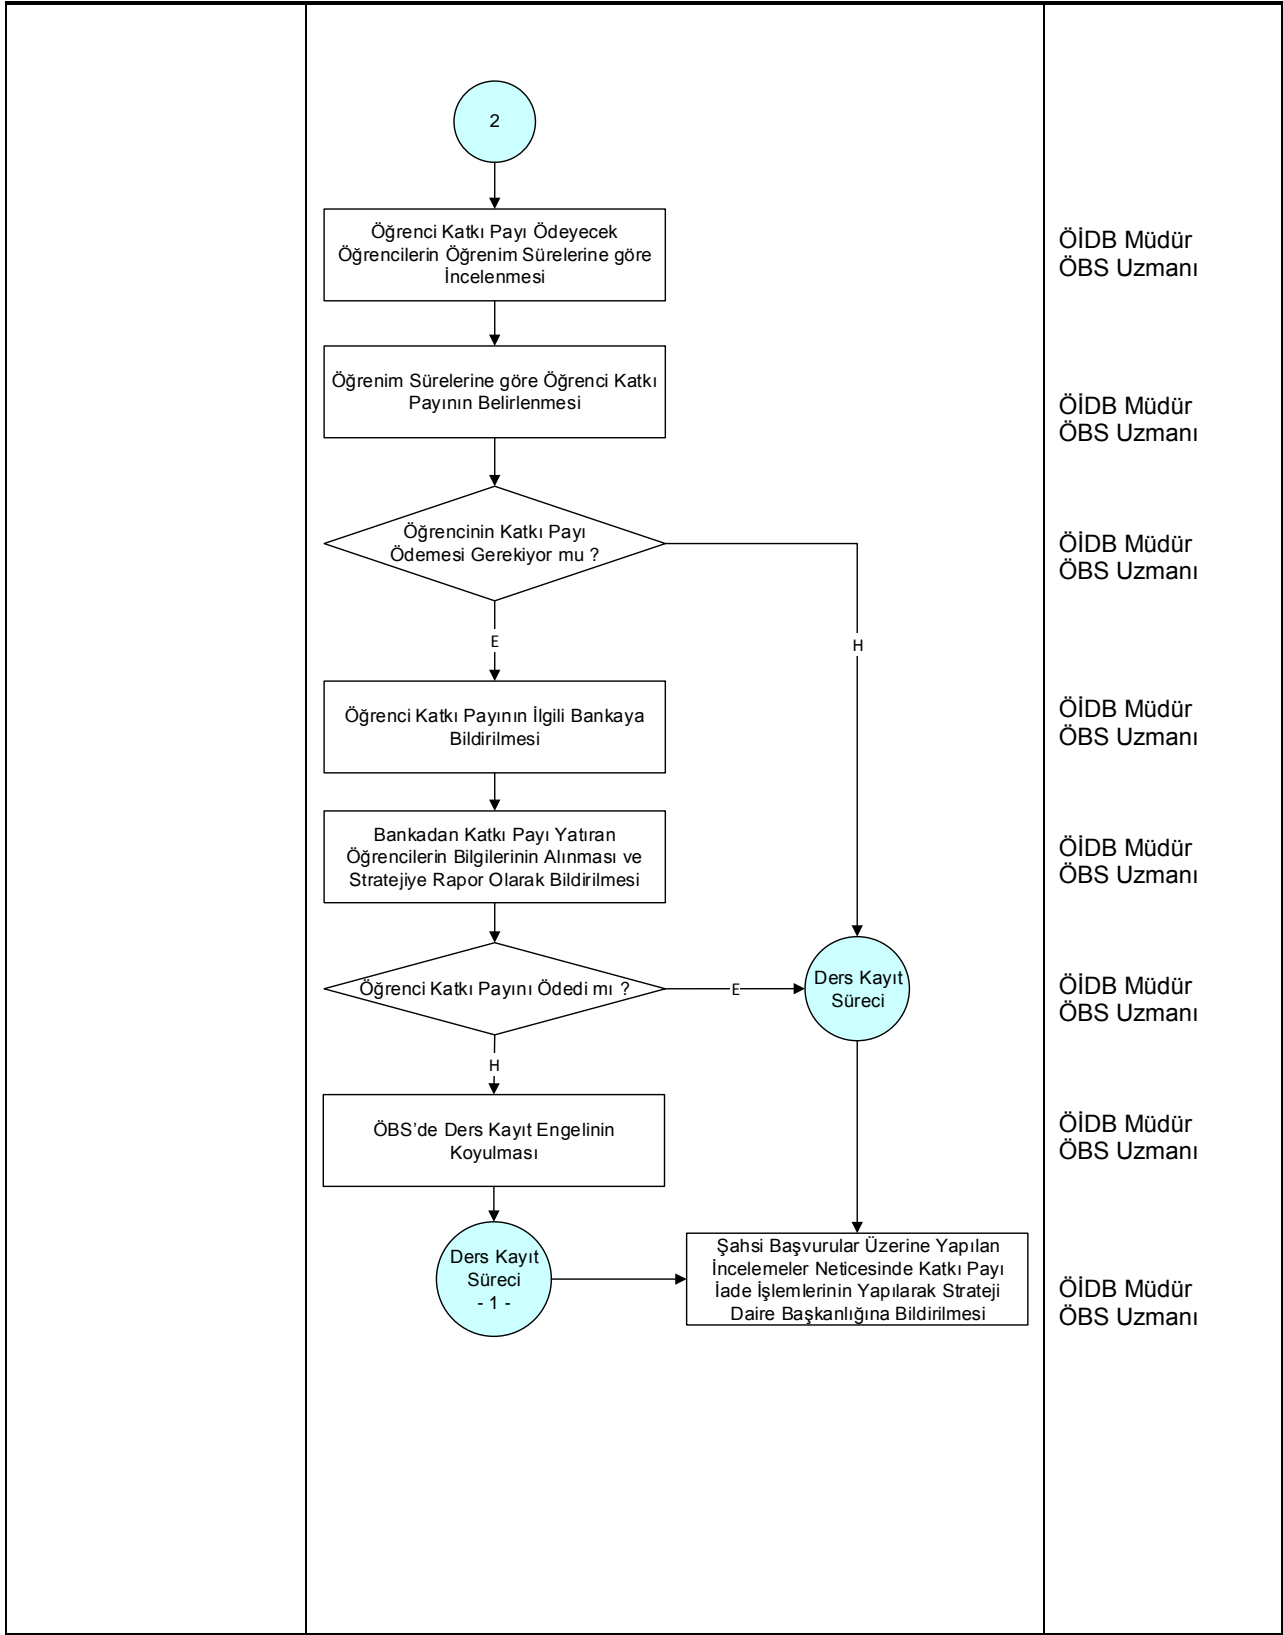 2
Öğrenci Katkı Payı Ödeyecek
Öğrencilerin Öğrenim Sürelerine göre
İncelenmesi
ÖİDB Müdür
ÖBS Uzmanı
Öğrenim Sürelerine göre Öğrenci Katkı
Payının Belirlenmesi
ÖİDB Müdür
ÖBS Uzmanı
Öğrencinin Katkı Payı
Ödemesi Gerekiyor mu ?
ÖİDB Müdür
ÖBS Uzmanı
E
H
Öğrenci Katkı Payının İlgili Bankaya
Bildirilmesi
ÖİDB Müdür
ÖBS Uzmanı
Bankadan Katkı Payı Yatıran
Öğrencilerin Bilgilerinin Alınması ve
Stratejiye Rapor Olarak Bildirilmesi
ÖİDB Müdür
ÖBS Uzmanı
Öğrenci Katkı Payını Ödedi mı ?
E
Ders Kayıt
Süreci
ÖİDB Müdür
ÖBS Uzmanı
H
ÖBS’de Ders Kayıt Engelinin
Koyulması
ÖİDB Müdür
ÖBS Uzmanı
Ders Kayıt
Süreci
- 1 -
Şahsi Başvurular Üzerine Yapılan
İncelemeler Neticesinde Katkı Payı
İade İşlemlerinin Yapılarak Strateji
Daire Başkanlığına Bildirilmesi
ÖİDB Müdür
ÖBS Uzmanı